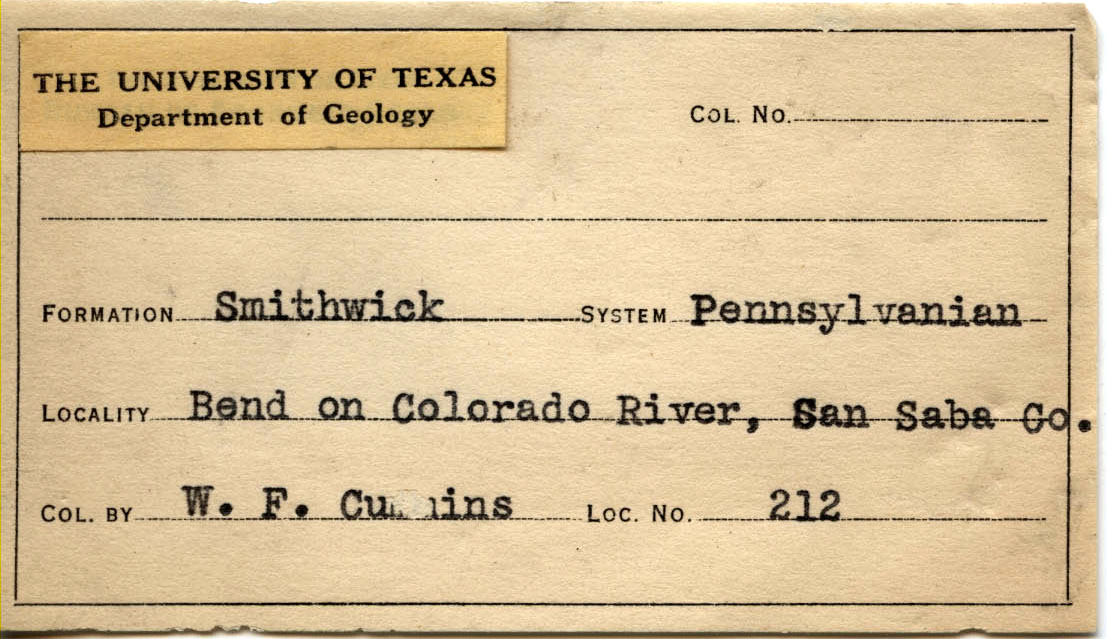 THE UNIVERSITY OF TEXAS
Department of Geology
COL. No.
FORMATION Smithwick SYSTEM Pennsylvanian
LOCALITY Bend on Colorado River, San Saba Co.
COL. BY W. F. LOC. No. 212